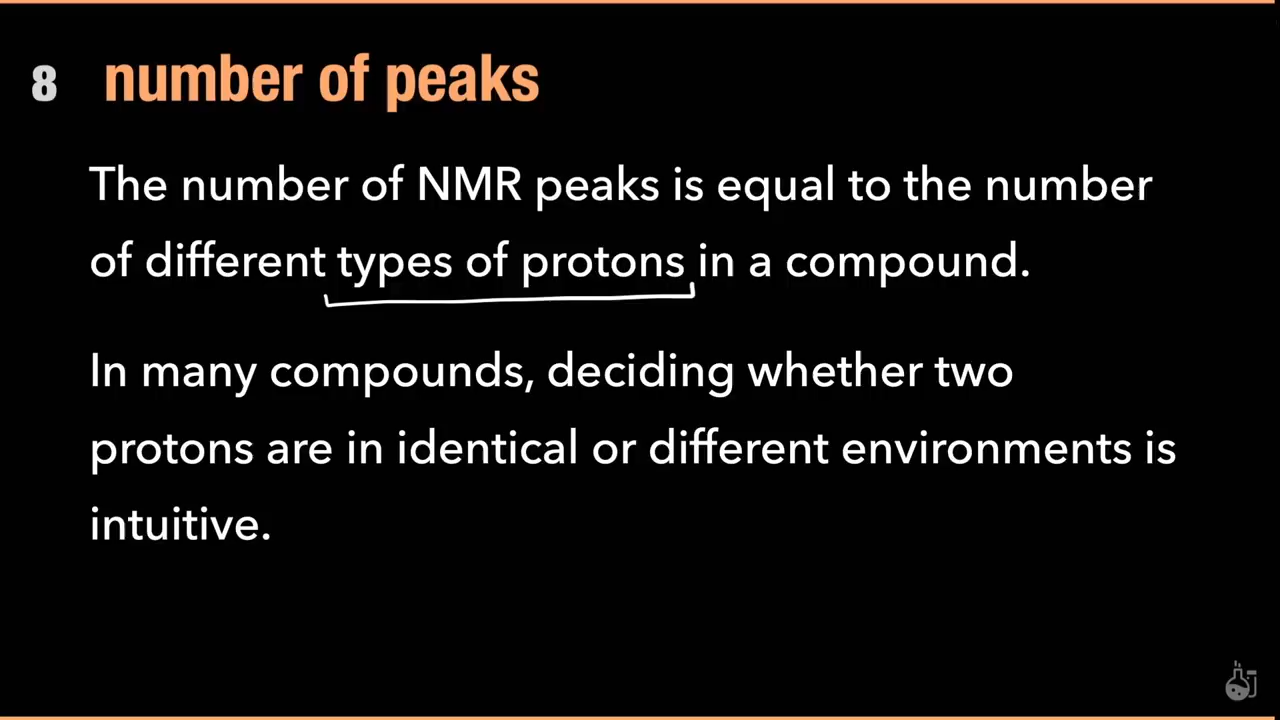 8 number of peaks
The number of NMR peaks is equal to the number
of different types of protons in a compound.
In many compounds, deciding whether two
protons are in identical or different environments is
intuitive.